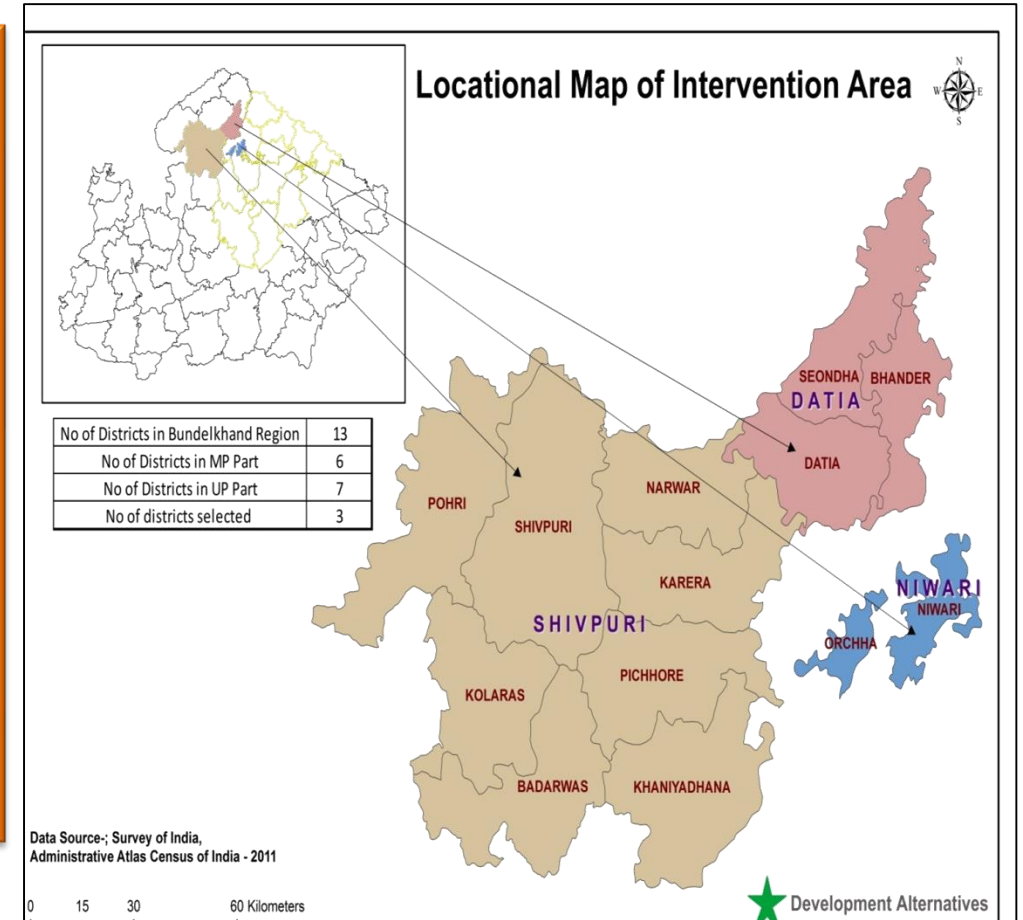 Locational Map of Intervention Area
N
W E
S
No of Districts in Bundelkhand Region 13
No of Districts in MP Part 6
No of Districts in UP Part 7
No of districts selected 3
SEONDHA
BHANDER
DATIA
DATIA
NARWAR
POHRI
SHIVPURI
KARERA
NIWARI
NIWARI
SHIVPURI
ORCHHA
PICHHORE
KOLARAS
BADARWAS
KHANIYADHANA
Data Source-; Survey of India,
Administrative Atlas Census of India - 2011
0 15 30 60 Kilometers
Development Alternatives